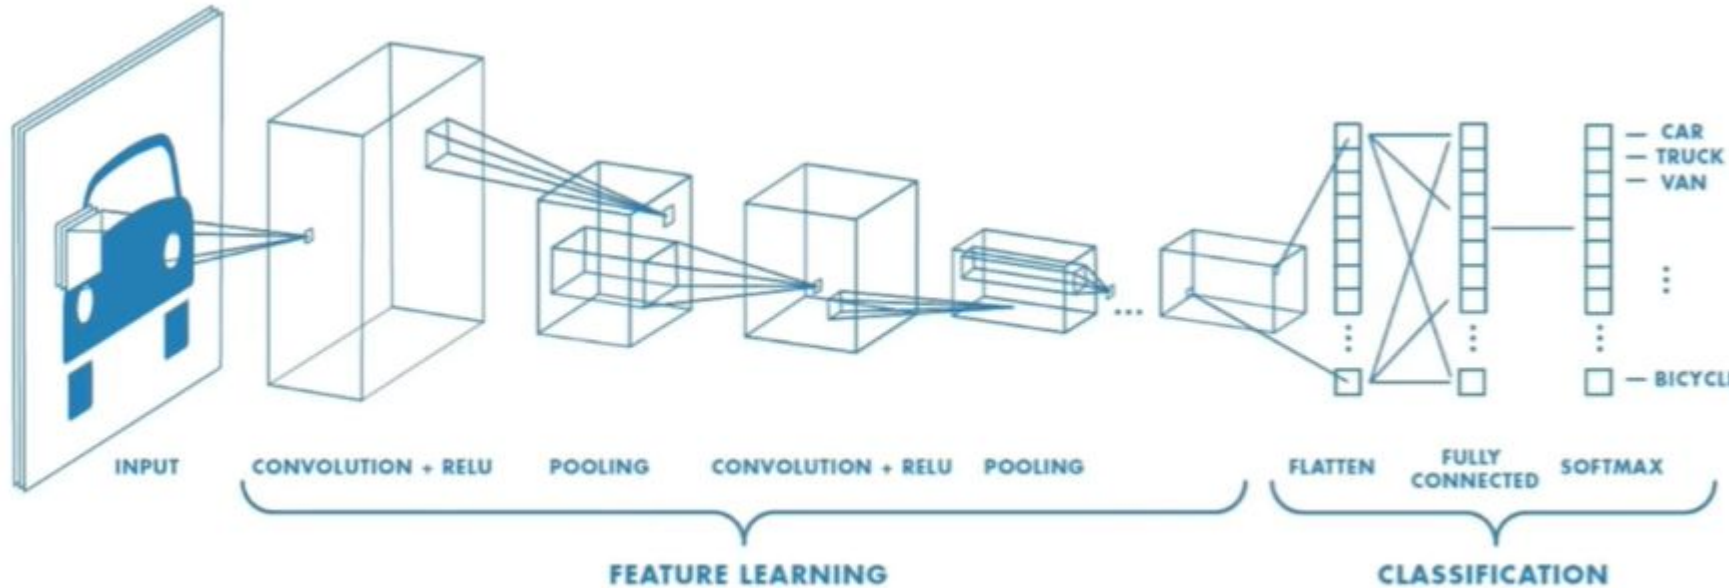 CAR
TRUCK
VAN
BICYCL
INPUT
CONVOLUTION + RELU
POOLING
CONVOLUTION + RELU
POOLING
FLATTEN
FULLY
CONNECTED
SOFTMAX
FEATURE LEARNING
CLASSIFICATION